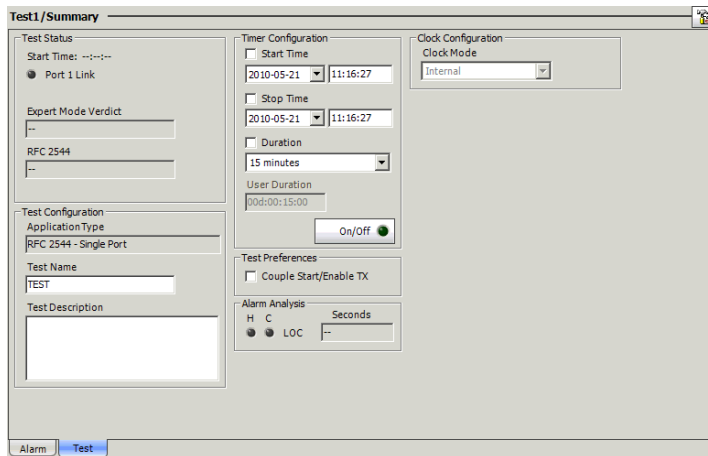 Test1/Summary
Test Status
Start Time: --:--:--
Port 1 Link
Expert Mode Verdict
--
RFC 2544
--
Test Configuration
Application Type
RFC 2544 - Single Port
Test Name
TEST
Test Description
Timer Configuration
Start Time
2010-05-21 11:16:27
Stop Time
2010-05-21 11:16:27
Duration
15 minutes
User Duration
00d:00:15:00
On/Off
Test Preferences
Couple Start/Enable TX
Alarm Analysis
H C Seconds
LOC --
Clock Configuration
Clock Mode
Internal
Alarm Test